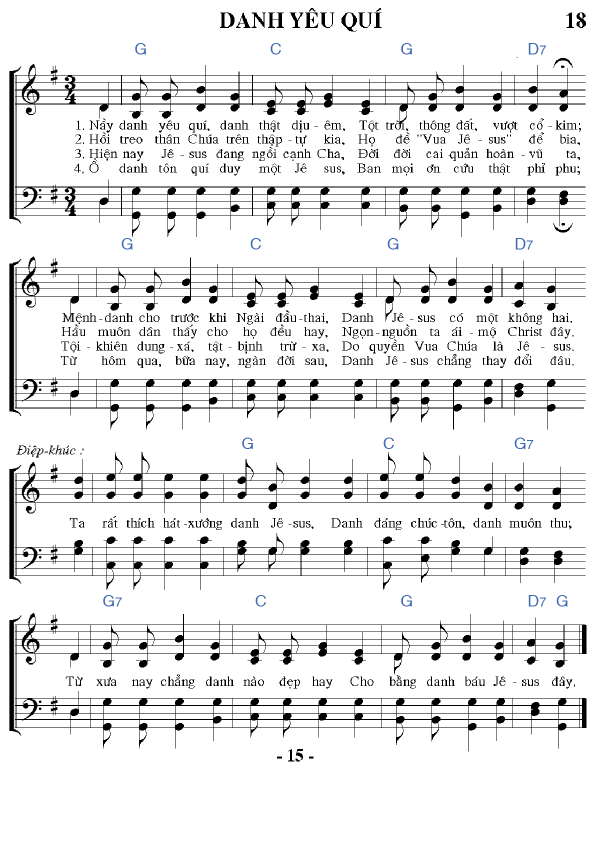 DANH YÊU QUÍ 18
G C G D7
1. Nầy danh yêu quí, danh thật dịu-êm, Tột trời, thông đất, vượt cổ-kim;
2. Hồi treo thân Chúa trên thập-tự kia, Họ đề "Vua Jê-sus" để bia,
3. Hiện nay Jê-sus đang ngồi cạnh Cha, Đời đời cai quản hoàn-vũ ta,
4. Ô danh tôn quí duy một Jê sus, Ban mọi ơn cứu thật phỉ phu;
G C G D7
Mệnh-danh cho trước khi Ngài đầu-thai, Danh Jê-sus có một không hai.
Hầu muôn dân thấy cho họ đều hay, Ngọn-nguồn ta ái-mộ Christ đây.
Tội-khiên dung-xá, tật-bịnh trừ-xa, Do quyền Vua Chúa là Jê-sus.
Từ hôm qua, bữa nay, ngàn đời sau, Danh Jê-sus chẳng thay đổi đâu.
Điệp-khúc :
G C G7
Ta rất thích hát-xướng danh Jê-sus, Danh đáng chúc-tôn, danh muôn thu;
G7 C G D7 G
Từ xưa nay chẳng danh nào đẹp hay Cho bằng danh báu Jê-sus đây.
- 15 -